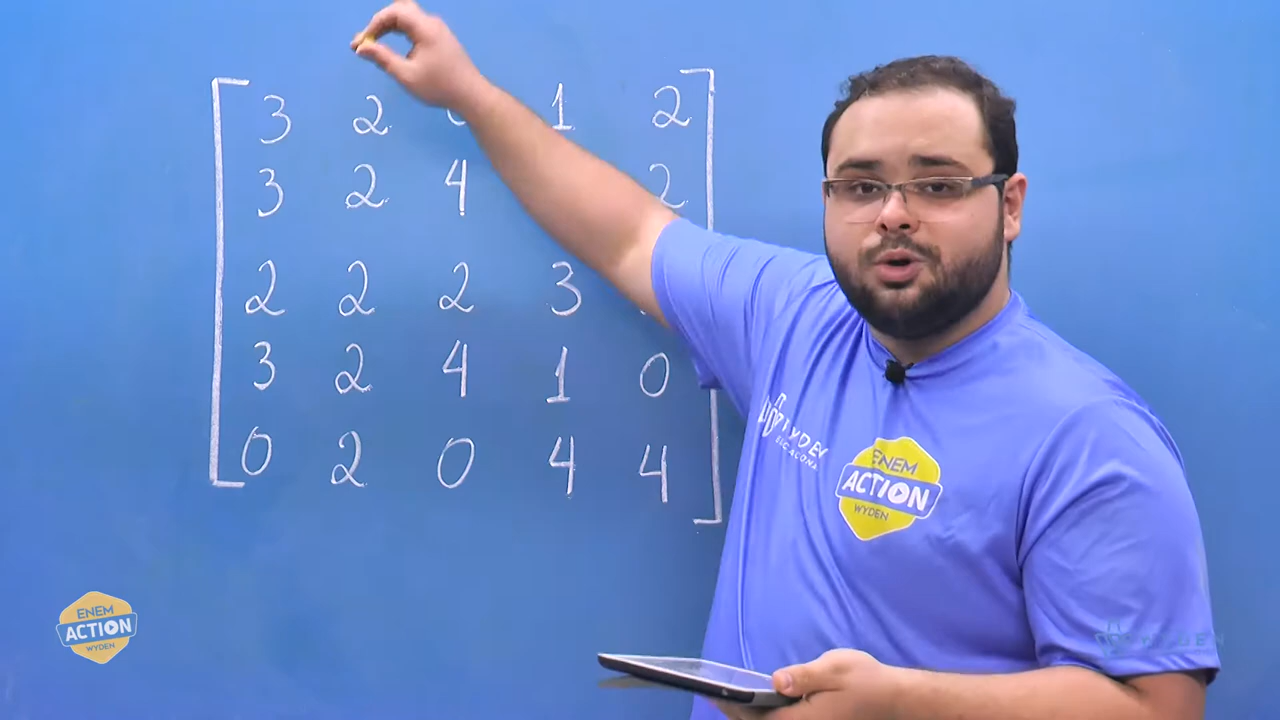 3 2 1 2
3 2 4 2
2 2 2 3
3 2 4 1 0
0 2 0 4 4
ENEM
ACTION
WYDEN
ENEM
ACTION
WYDEN
WYDEN